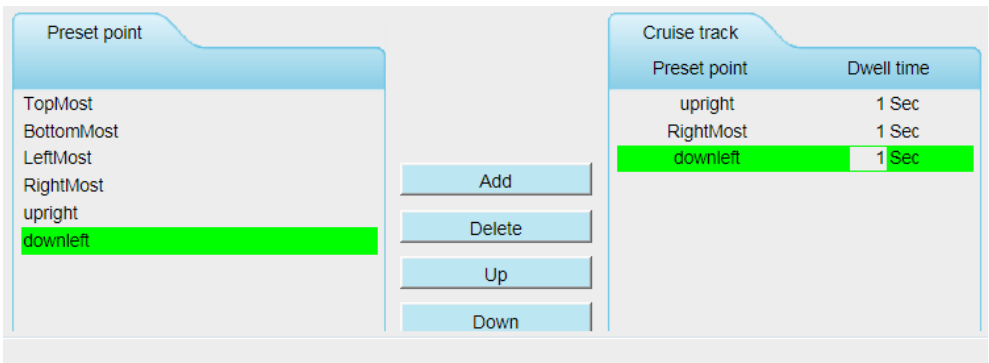 Preset point
TopMost
BottomMost
LeftMost
RightMost
upright
downleft
Add
Delete
Up
Down
Cruise track
Preset point Dwell time
upright 1 Sec
RightMost 1 Sec
downleft 1 Sec